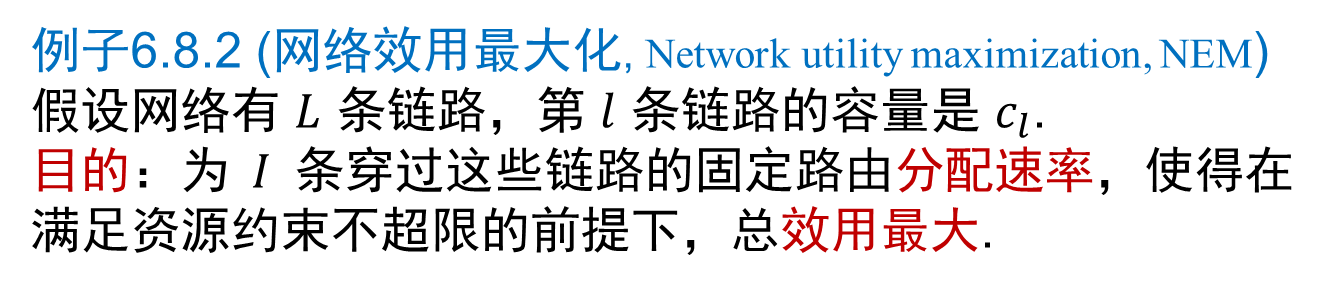 例子6.8.2 (网络效用最大化, Network utility maximization, NEM)
假设网络有 L 条链路，第 l 条链路的容量是 c_l.
目的：为 I 条穿过这些链路的固定路由分配速率，使得在
满足资源约束不超限的前提下，总效用最大.